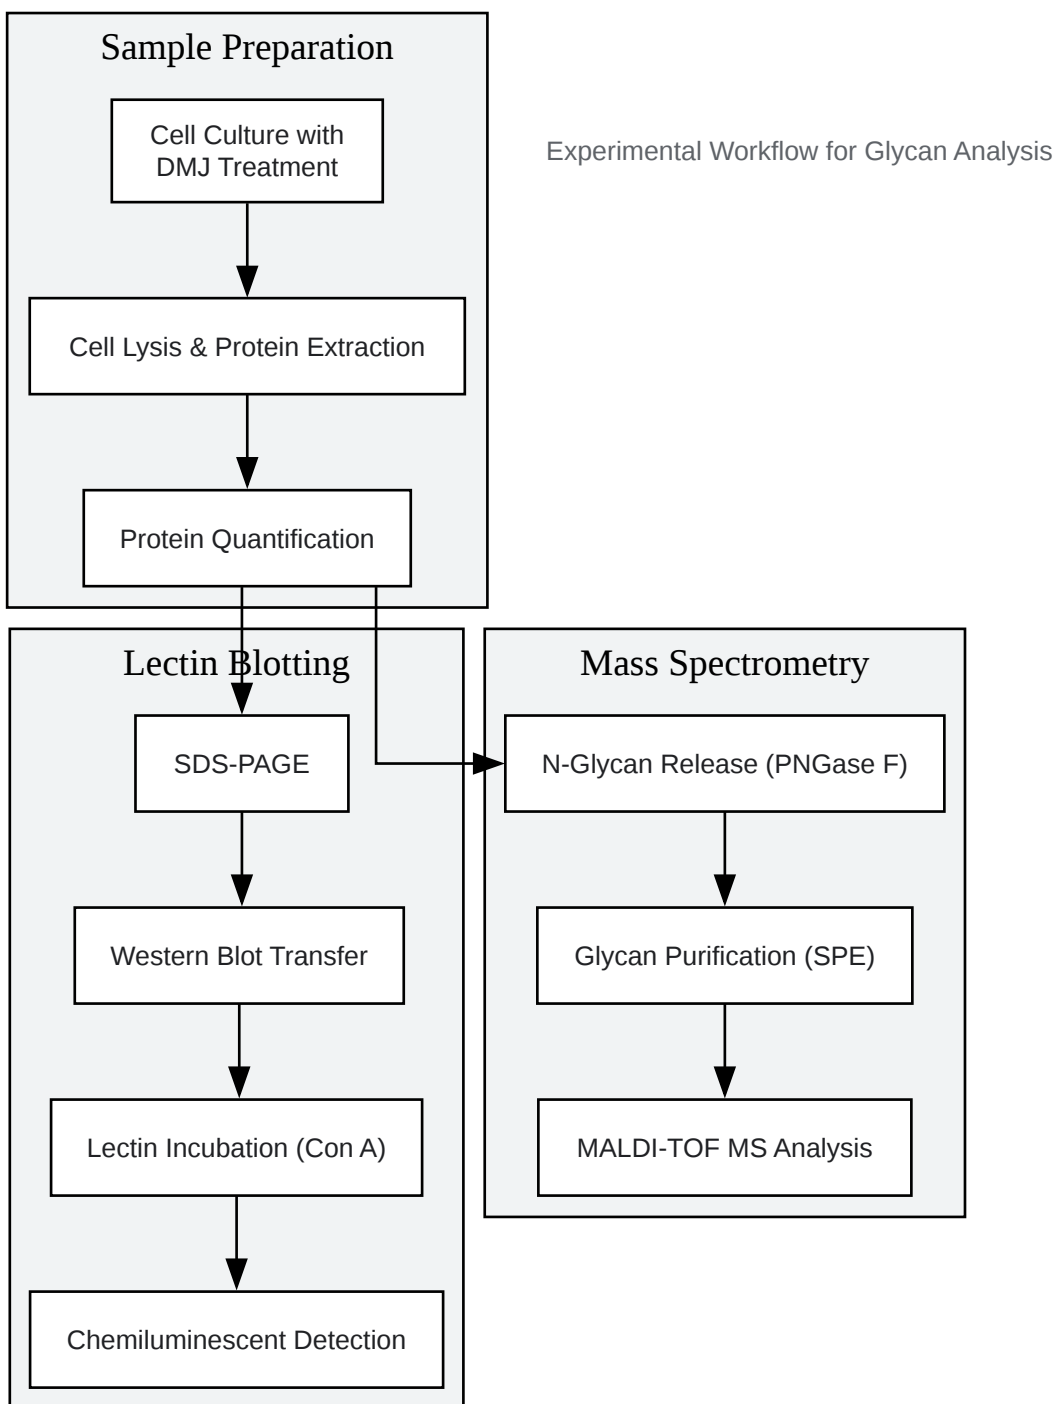 Sample Preparation
Cell Culture with
DMJ Treatment
Experimental Workflow for Glycan Analysis
Cell Lysis & Protein Extraction
Protein Quantification
Lectin Blotting
SDS-PAGE
Western Blot Transfer
Lectin Incubation (Con A)
Chemiluminescent Detection
Mass Spectrometry
N-Glycan Release (PNGase F)
Glycan Purification (SPE)
MALDI-TOF MS Analysis